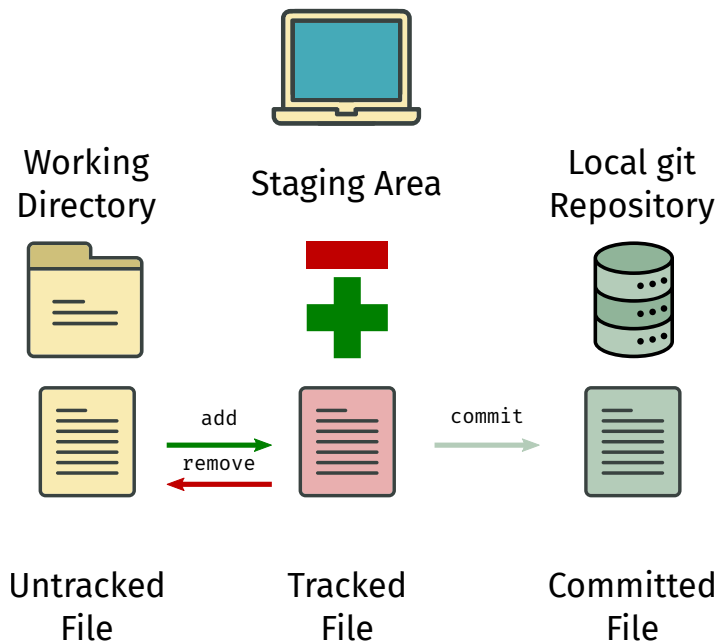 Working
Directory
Staging Area
Local git
Repository
add
remove
commit
Untracked
File
Tracked
File
Committed
File